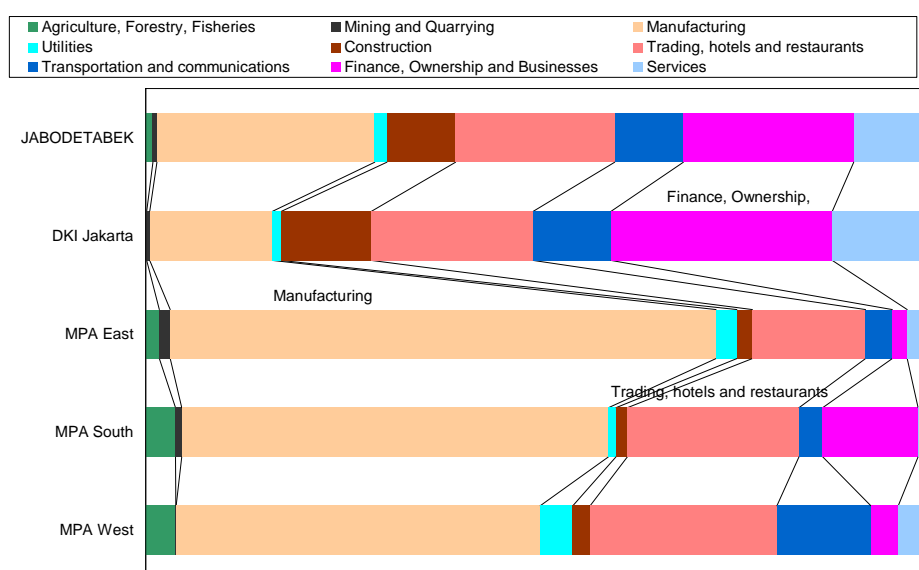 Agriculture, Forestry, Fisheries Mining and Quarrying Manufacturing
Utilities Construction Trading, hotels and restaurants
Transportation and communications Finance, Ownership and Businesses Services
JABODETABEK
Finance, Ownership,
DKI Jakarta
Manufacturing
MPA East
Trading, hotels and restaurants
MPA South
MPA West